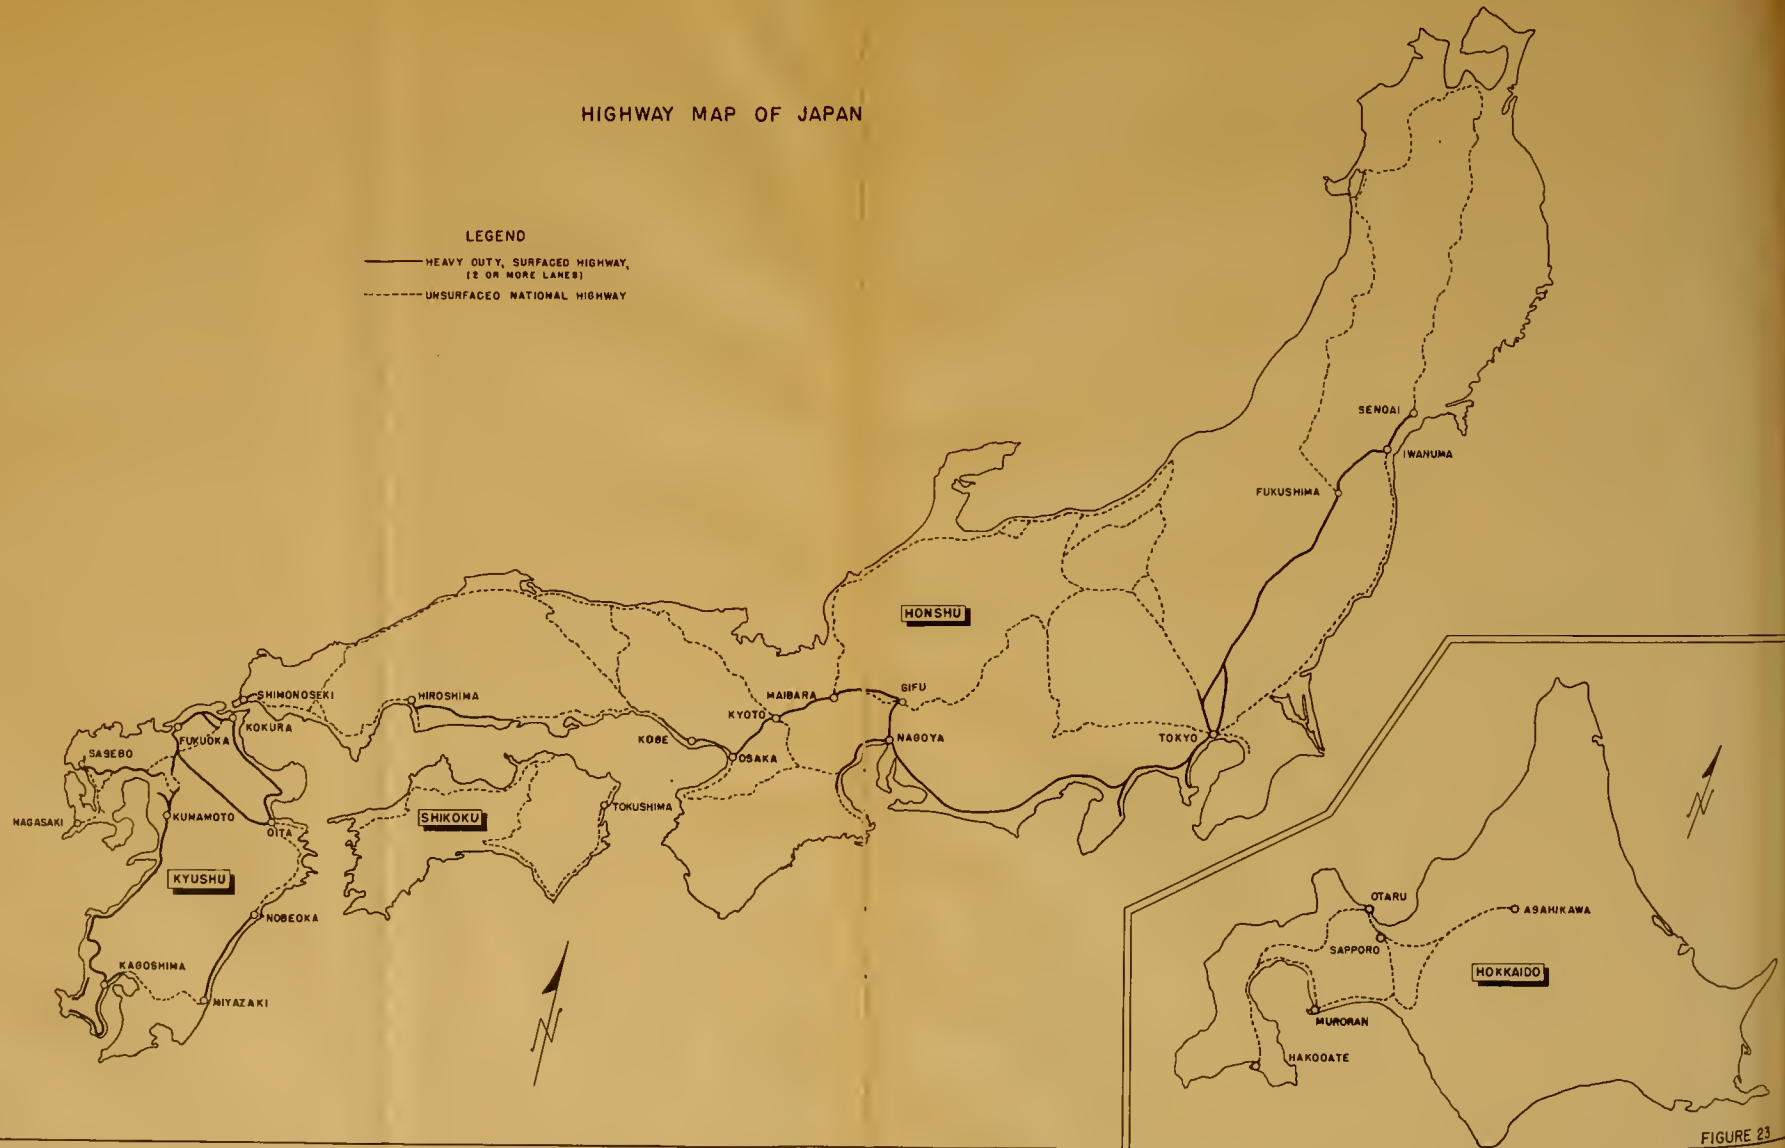 HIGHWAY MAP OF JAPAN
LEGEND
HEAVY DUTY, SURFACED HIGHWAY,
(2 OR MORE LANES)
UNSURFACED NATIONAL HIGHWAY
SENDAI
IWANUMA
FUKUSHIMA
HONSHU
SHIMONOSEKI
HIROSHIMA
MAIBARA
GIFU
KYOTO
KOKURA
FUKUOKA
KOBE
NAGOYA
TOKYO
SASEBO
OSAKA
TOKUSHIMA
NAGASAKI
KUMAMOTO
SHIKOKU
OITA
KYUSHU
NOBEOKA
KAGOSHIMA
MIYAZAKI
N
N
OTARU
ASAHIKAWA
SAPPORO
HOKKAIDO
MURORAN
HAKODATE
FIGURE 23